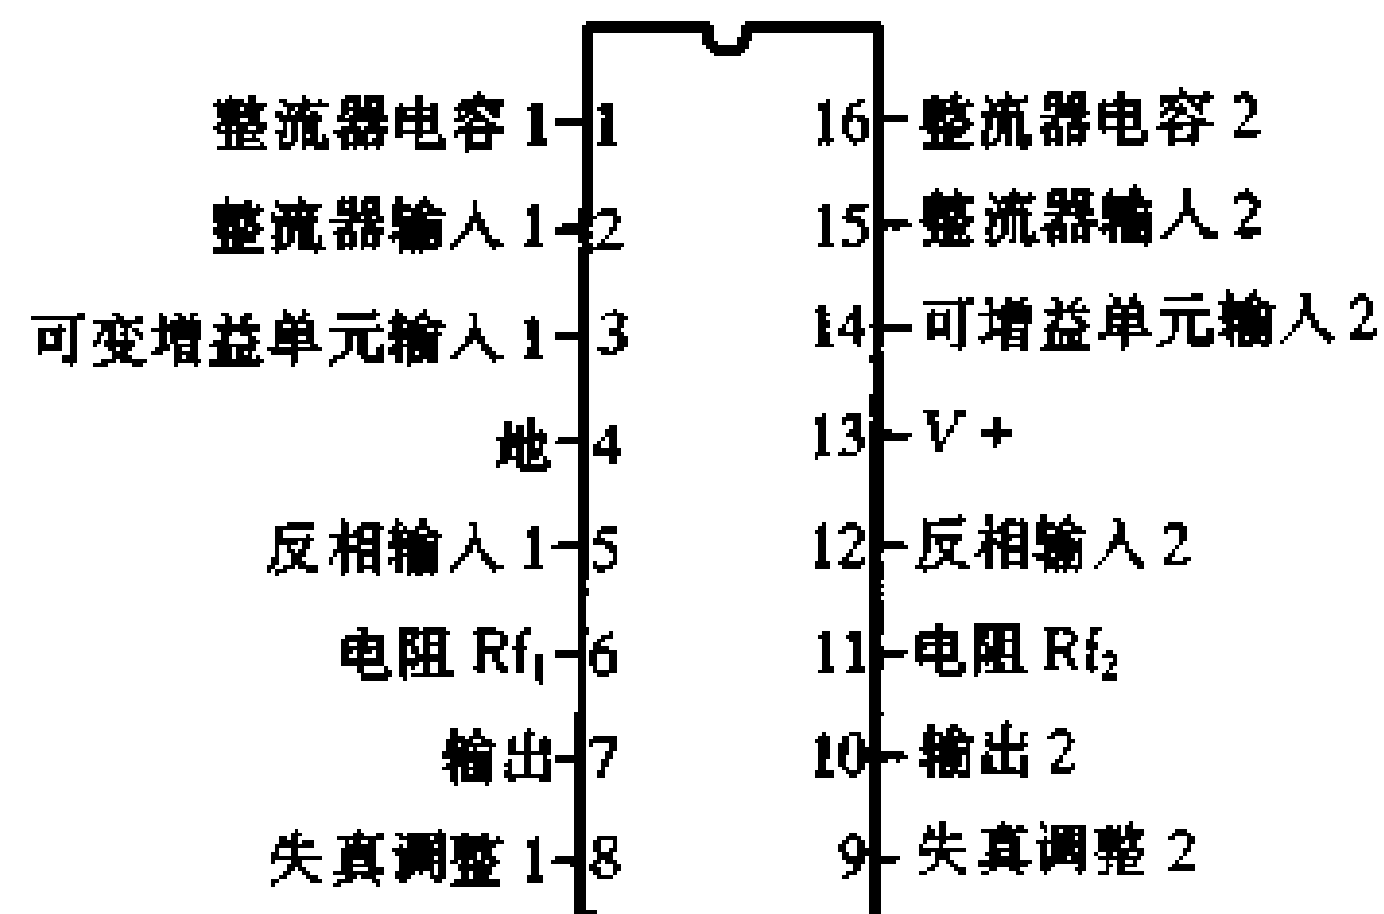 整流器电容 1 1 16 整流器电容 2
整流器输入 1 2 15 整流器输入 2
可变增益单元输入 1 3 14 可增益单元输入 2
地 4 13 V +
反相输入 1 5 12 反相输入 2
电阻 Rf₁ 6 11 电阻 Rf₂
输出 7 10 输出 2
失真调整 1 8 9 失真调整 2